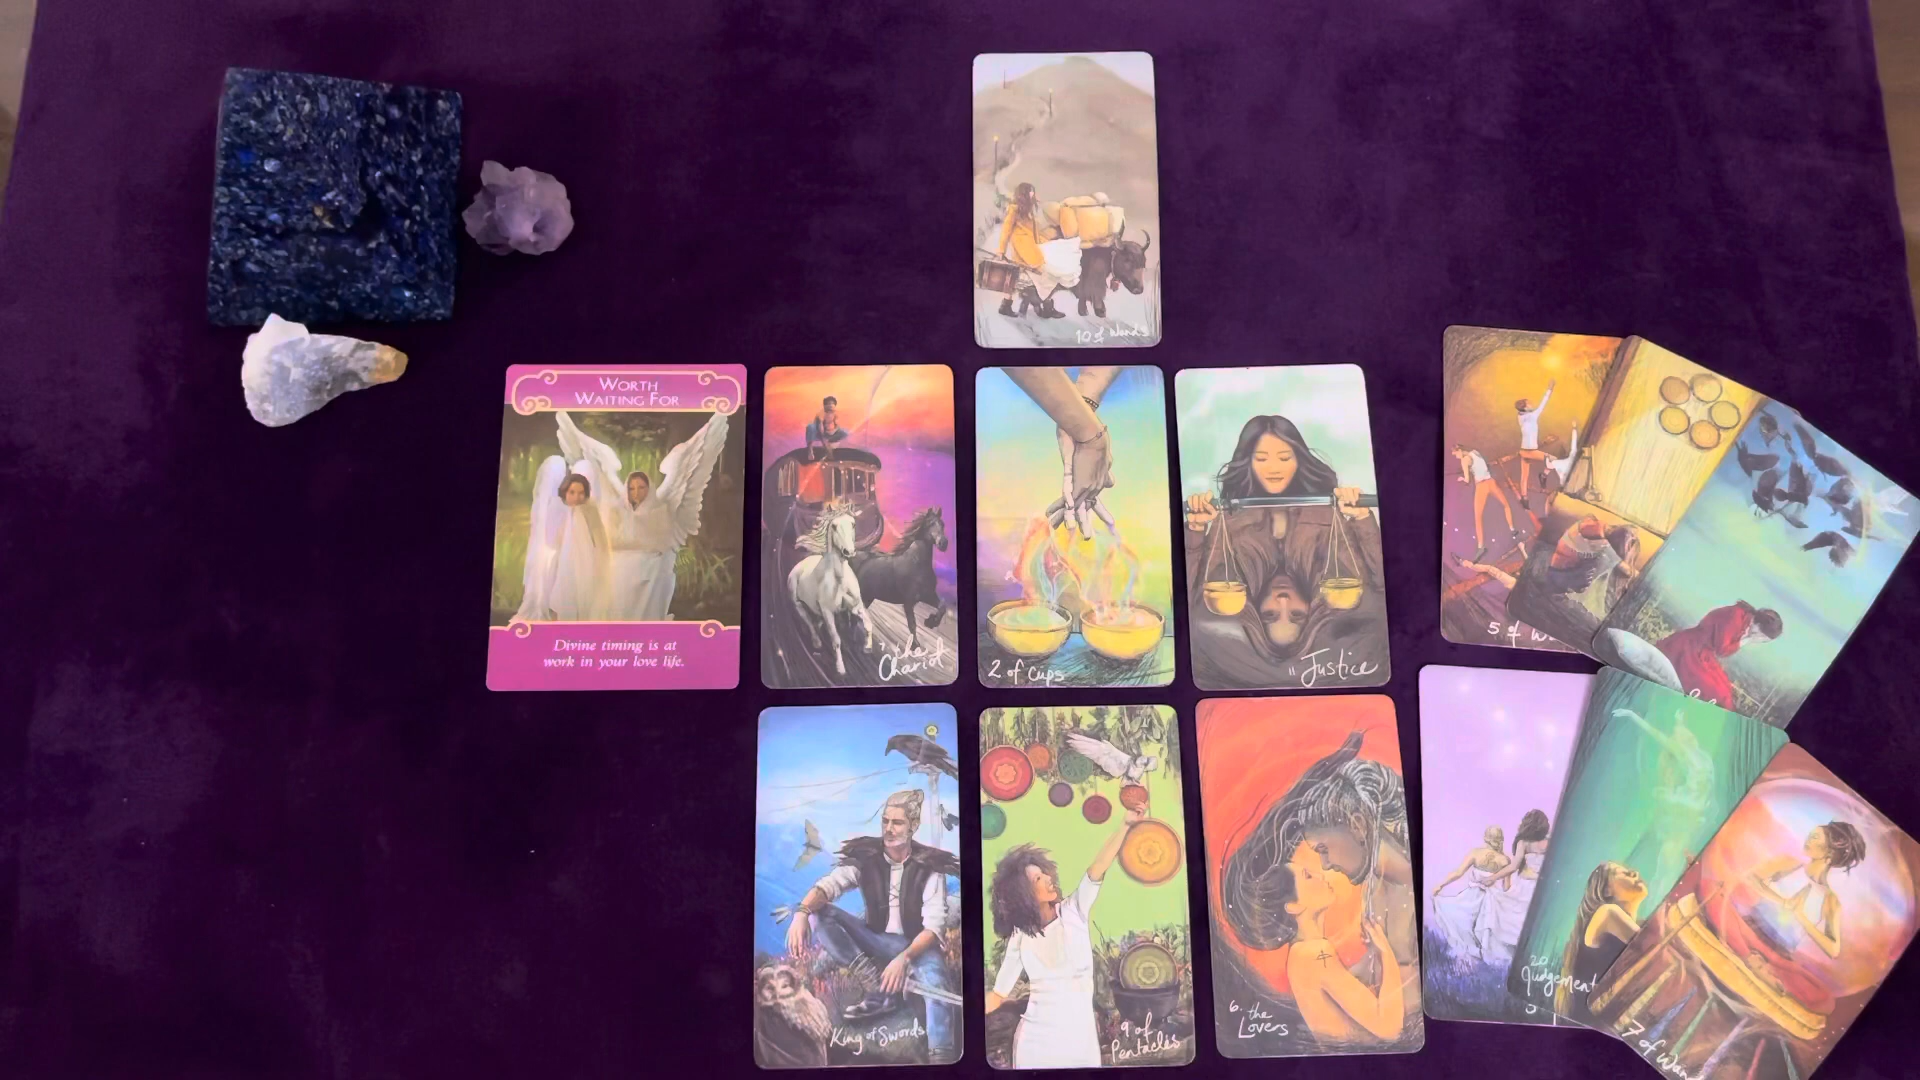 10 of Wands
WORTH
WAITING FOR
Divine timing is at
work in your love life.
7 the
Chariot
2 of Cups
11 Justice
5 of
King of Swords
9 of
Pentacles
6. the
Lovers
20
Judgement
3
7 of